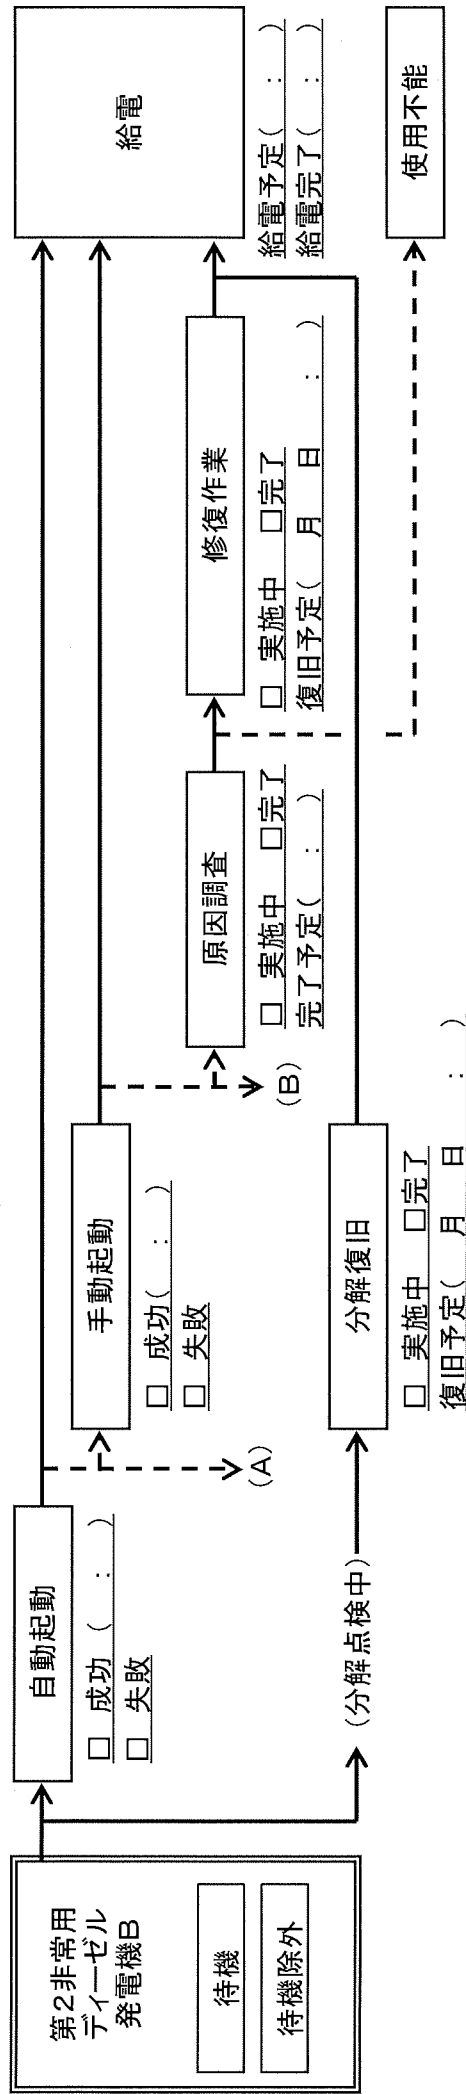 第2非常用
ディーゼル
発電機B
待機
待機除外
自動起動
□ 成功 (   :   )
□ 失敗
(A)
手動起動
□ 成功(   :   )
□ 失敗
(B)
原因調査
□ 実施中 □完了
完了予定(   :   )
修復作業
□ 実施中 □完了
復旧予定(  月  日   :   )
給電
給電予定(   :   )
給電完了(   :   )
(分解点検中)
分解復旧
□ 実施中 □完了
復旧予定(  月  日   :   )
使用不能